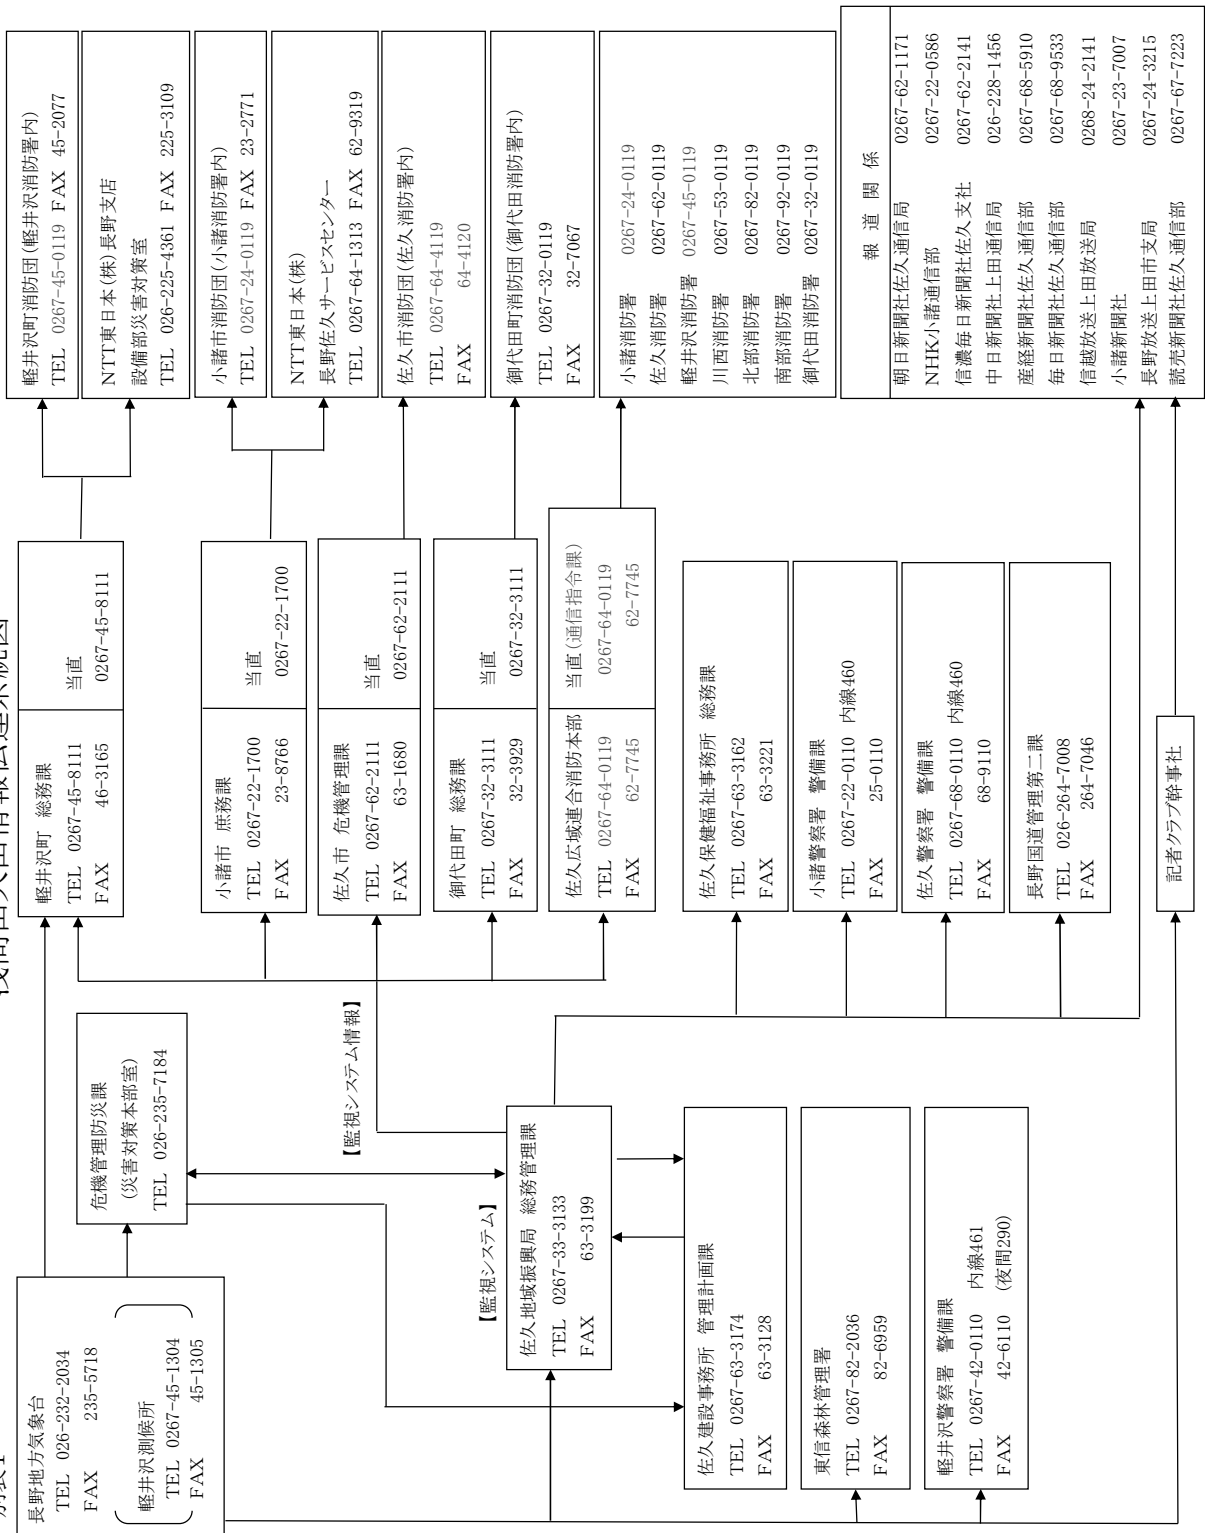 別表1
浅間山火山情報伝達系統図
長野地方気象台
TEL 026-232-2034
FAX 235-5718
軽井沢測候所
TEL 0267-45-1304
FAX 45-1305
危機管理防災課
(災害対策本部室)
TEL 026-235-7184
【監視システム情報】
【監視システム】
佐久地域振興局 総務管理課
TEL 0267-33-3133
FAX 63-3199
佐久建設事務所 管理計画課
TEL 0267-63-3174
FAX 63-3128
東信森林管理署
TEL 0267-82-2036
FAX 82-6959
軽井沢警察署 警備課
TEL 0267-42-0110 内線461
FAX 42-6110 (夜間290)
軽井沢町 総務課
TEL 0267-45-8111
FAX 46-3165
当直
0267-45-8111
小諸市 庶務課
TEL 0267-22-1700
FAX 23-8766
当直
0267-22-1700
佐久市 危機管理課
TEL 0267-62-2111
FAX 63-1680
当直
0267-62-2111
御代田町 総務課
TEL 0267-32-3111
FAX 32-3929
当直
0267-32-3111
佐久広域連合消防本部
TEL 0267-64-0119
FAX 62-7745
当直(通信指令課)
0267-64-0119
62-7745
佐久保健福祉事務所 総務課
TEL 0267-63-3162
FAX 63-3221
小諸警察署 警備課
TEL 0267-22-0110 内線460
FAX 25-0110
佐久警察署 警備課
TEL 0267-68-0110 内線460
FAX 68-9110
長野国道管理第二課
TEL 026-264-7008
FAX 264-7046
記者クラブ幹事社
軽井沢町消防団(軽井沢消防署内)
TEL 0267-45-0119 FAX 45-2077
NTT東日本(株)長野支店
設備部災害対策室
TEL 026-225-4361 FAX 225-3109
小諸市消防団(小諸消防署内)
TEL 0267-24-0119 FAX 23-2771
NTT東日本(株)
長野佐久サービスセンター
TEL 0267-64-1313 FAX 62-9319
佐久市消防団(佐久消防署内)
TEL 0267-64-4119
FAX 64-4120
御代田町消防団(御代田消防署内)
TEL 0267-32-0119
FAX 32-7067
小諸消防署 0267-24-0119
佐久消防署 0267-62-0119
軽井沢消防署 0267-45-0119
川西消防署 0267-53-0119
北部消防署 0267-82-0119
南部消防署 0267-92-0119
御代田消防署 0267-32-0119
報道関係
朝日新聞社佐久通信局 0267-62-1171
NHK小諸通信部 0267-22-0586
信濃毎日新聞社佐久支社 0267-62-2141
中日新聞社上田通信局 026-228-1456
産経新聞社佐久通信部 0267-68-5910
毎日新聞社佐久通信部 0267-68-9533
信越放送上田放送局 0268-24-2141
小諸新聞社 0267-23-7007
長野放送上田市支局 0267-24-3215
読売新聞社佐久通信部 0267-67-7223